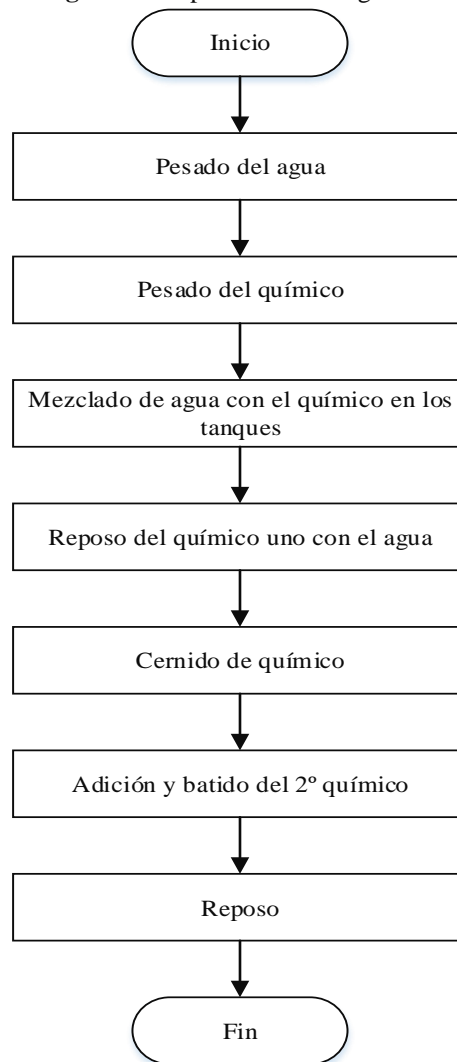 Inicio
Pesado del agua
Pesado del químico
Mezclado de agua con el químico en los
tanques
Reposo del químico uno con el agua
Cernido de químico
Adición y batido del 2º químico
Reposo
Fin